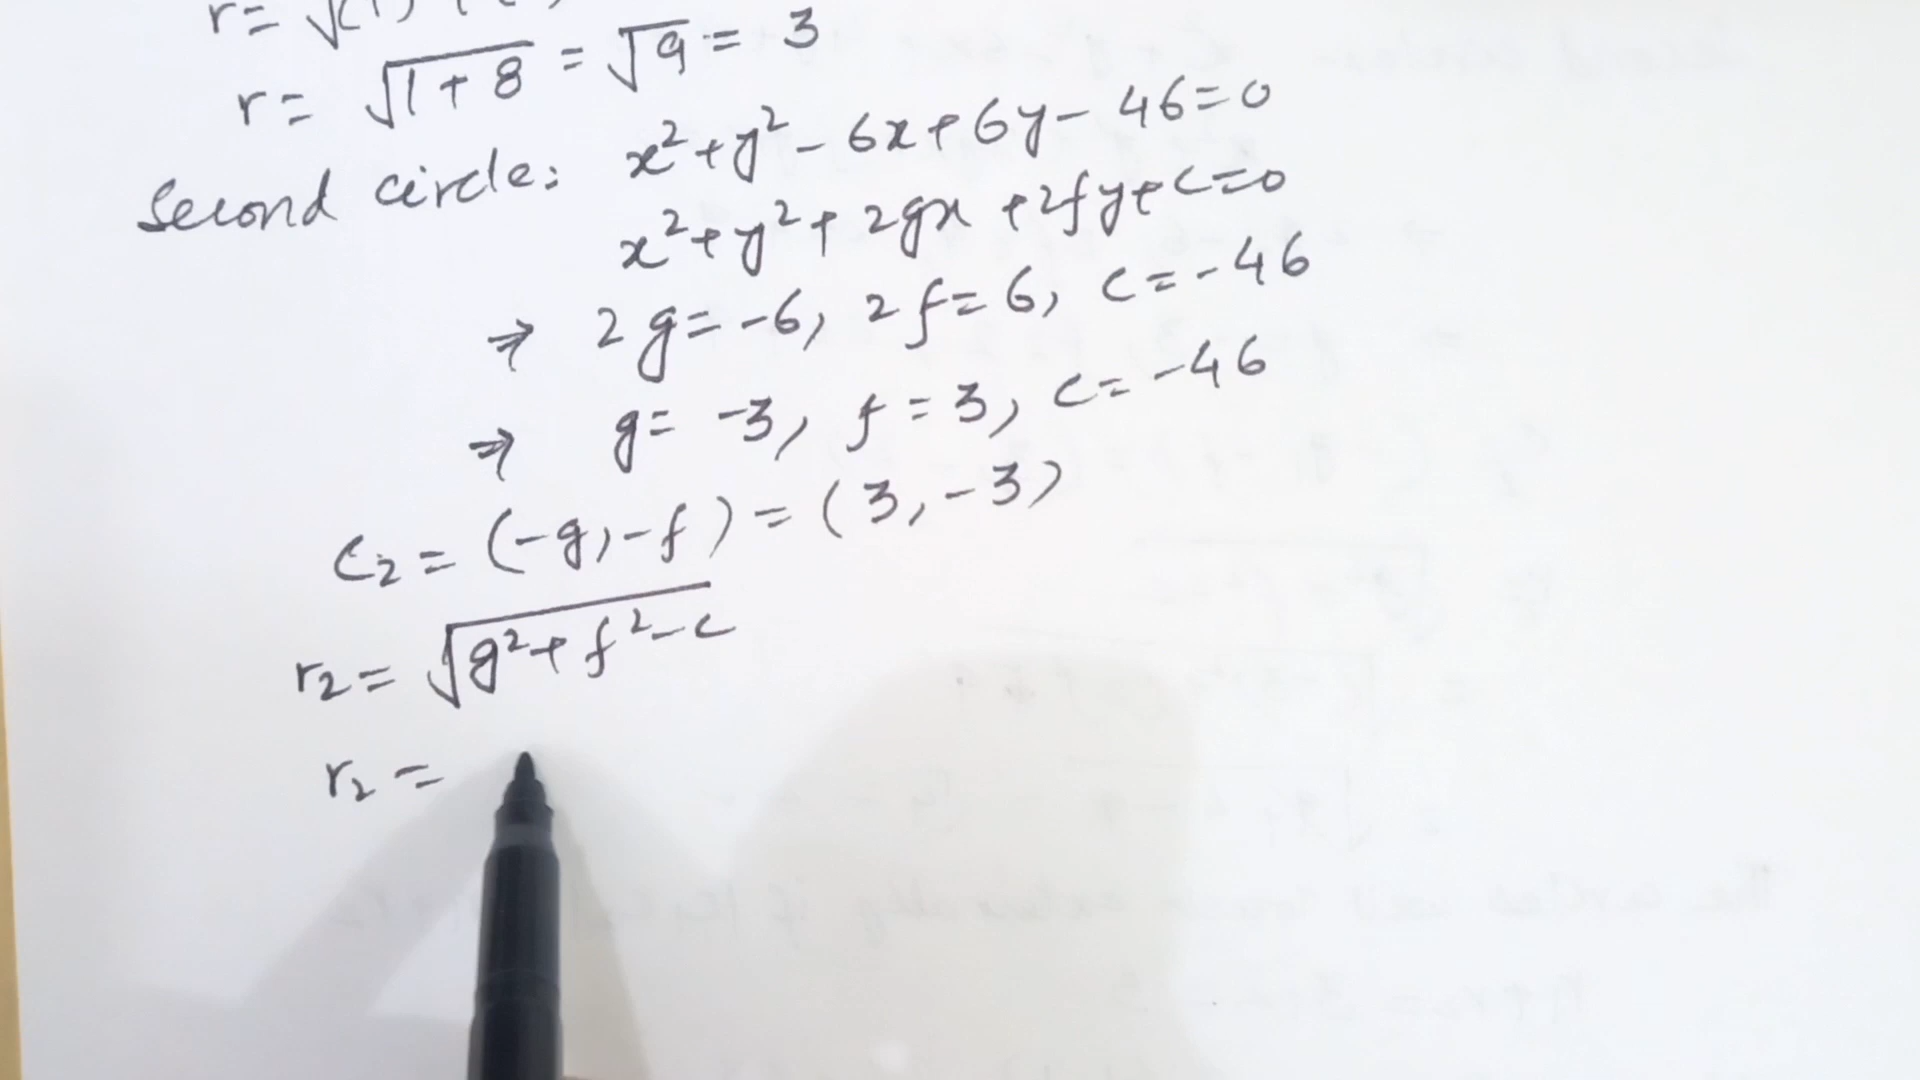 r = √(1)
r = √1+8 = √9 = 3
Second circle: x²+y²-6x+6y-46=0
x²+y²+2gx+2fy+c=0
⇒ 2g=-6, 2f=6, c=-46
⇒ g=-3, f=3, c=-46
C₂ = (-g,-f) = (3,-3)
r₂ = √g²+f²-c
r₂ =